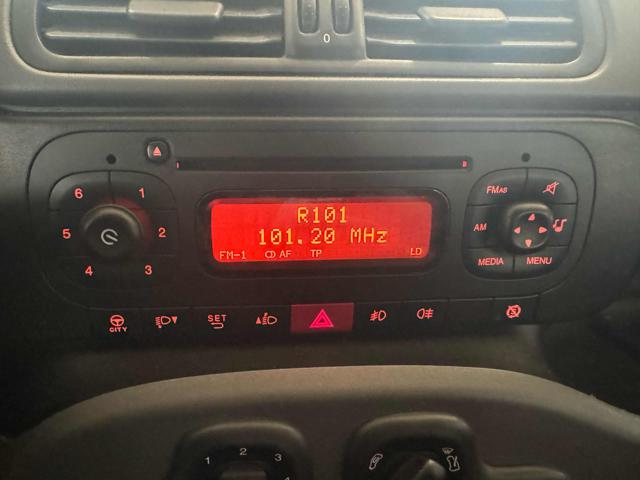 0
6 1
5 2
4 3
R101
101.20 MHz
FM-1 AF TP LD
FMAS
AM
MEDIA MENU
CITY
SET
1 2 3
4